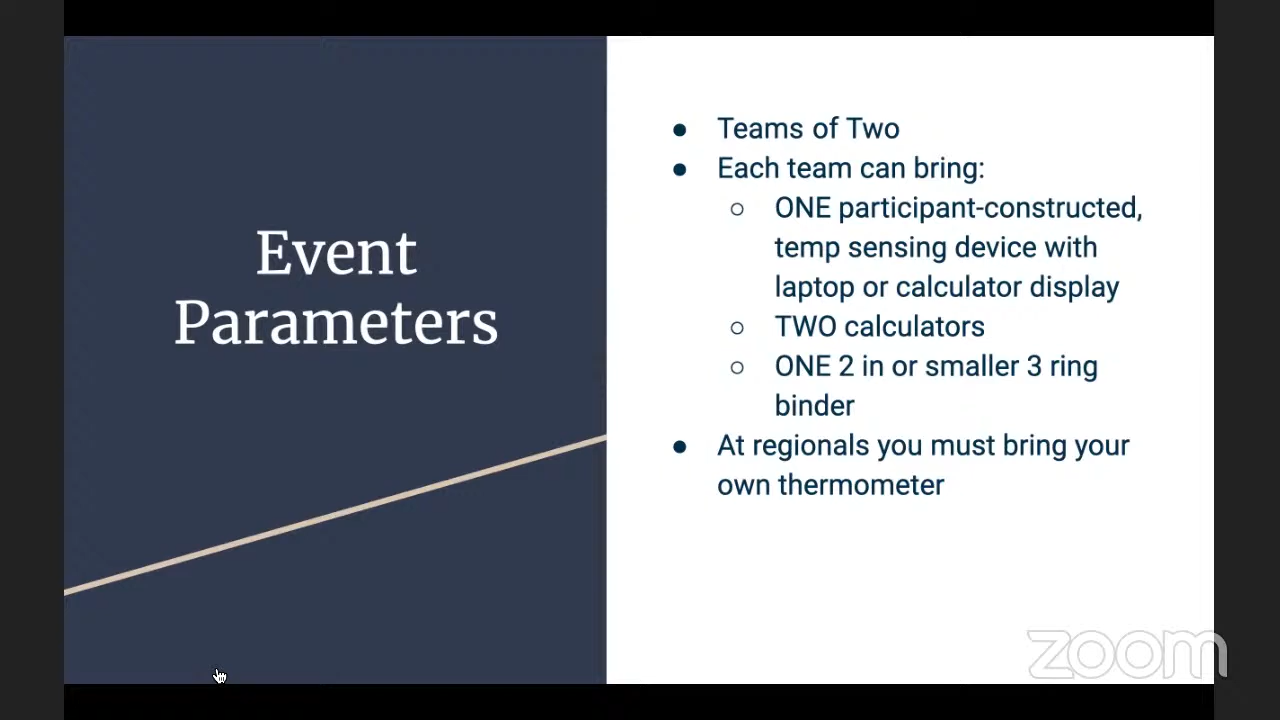 Event
Parameters
● Teams of Two
● Each team can bring:
○ ONE participant-constructed,
temp sensing device with
laptop or calculator display
○ TWO calculators
○ ONE 2 in or smaller 3 ring
binder
● At regionals you must bring your
own thermometer
zoom